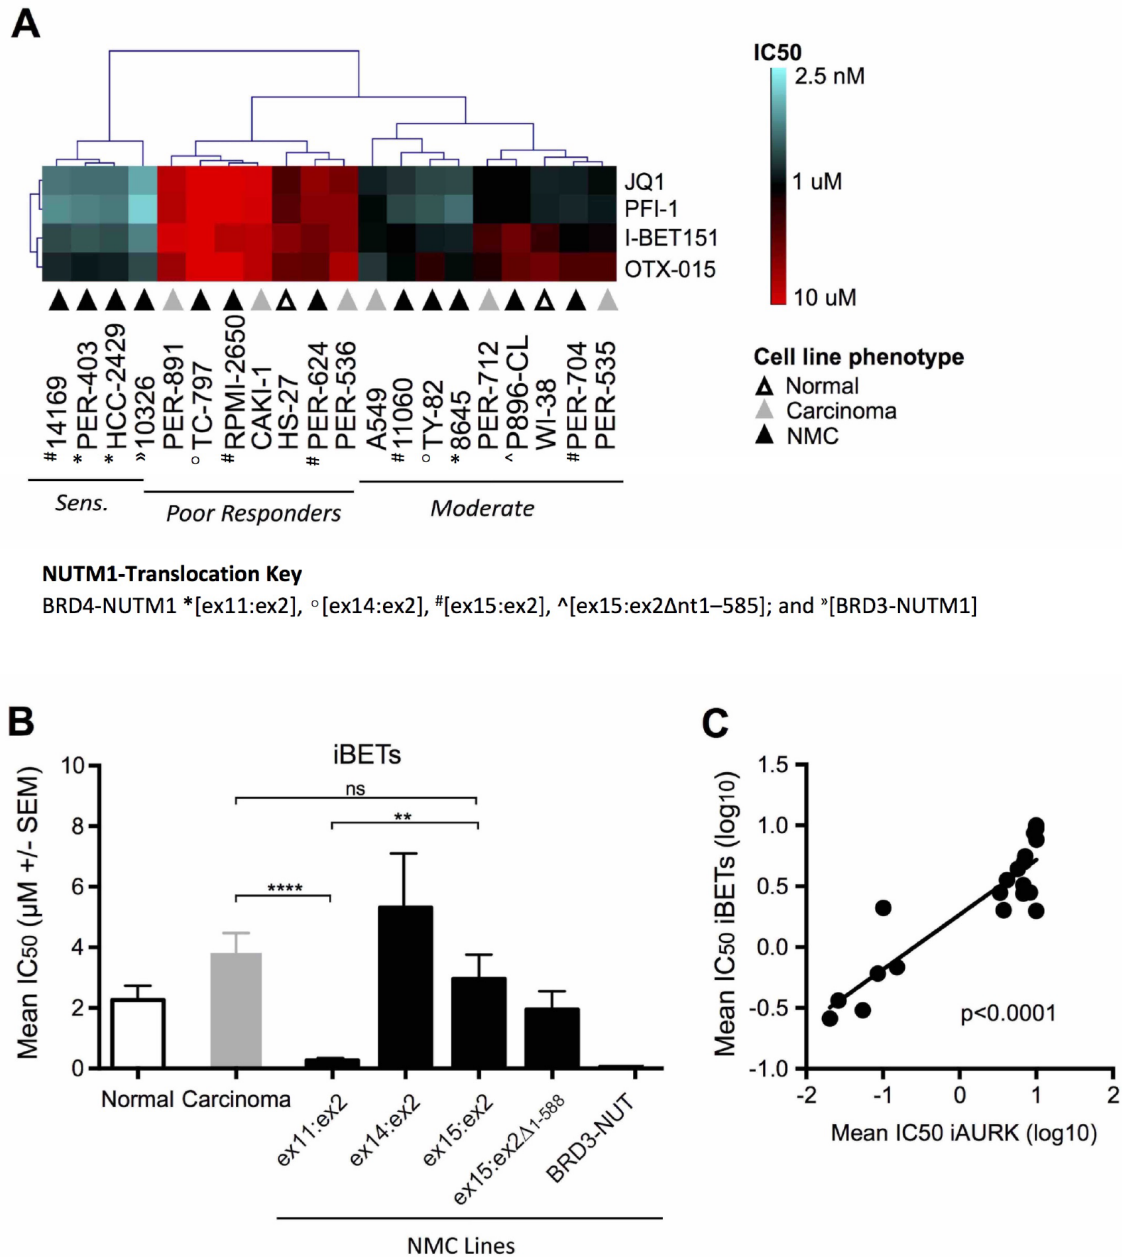 A
IC50
2.5 nM
1 uM
10 uM
JQ1
PFI-1
I-BET151
OTX-015
#14169
*PER-403
*HCC-2429
»10326
PER-891
○TC-797
#RPMI-2650
CAKI-1
HS-27
#PER-624
PER-536
A549
#11060
○TY-82
*8645
PER-712
^P896-CL
WI-38
#PER-704
PER-535
Cell line phenotype
Normal
Carcinoma
NMC
Sens.
Poor Responders
Moderate
NUTM1-Translocation Key
BRD4-NUTM1 *[ex11:ex2], ○[ex14:ex2], #[ex15:ex2], ^[ex15:ex2Δnt1–585]; and »[BRD3-NUTM1]
B
iBETs
Mean IC50 (µM +/- SEM)
10
8
6
4
2
0
ns
**
****
Normal
Carcinoma
ex11:ex2
ex14:ex2
ex15:ex2
ex15:ex2Δ1-588
BRD3-NUT
NMC Lines
C
Mean IC50 iBETs (log10)
1.5
1.0
0.5
0.0
-0.5
-1.0
p<0.0001
-2
-1
0
1
2
Mean IC50 iAURK (log10)